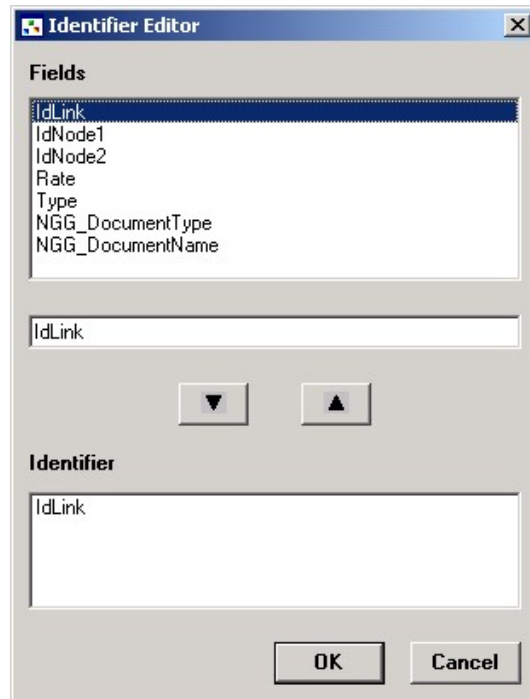 Identifier Editor
Fields
IdLink
IdNode1
IdNode2
Rate
Type
NGG_DocumentType
NGG_DocumentName
IdLink
Identifier
IdLink
OK Cancel